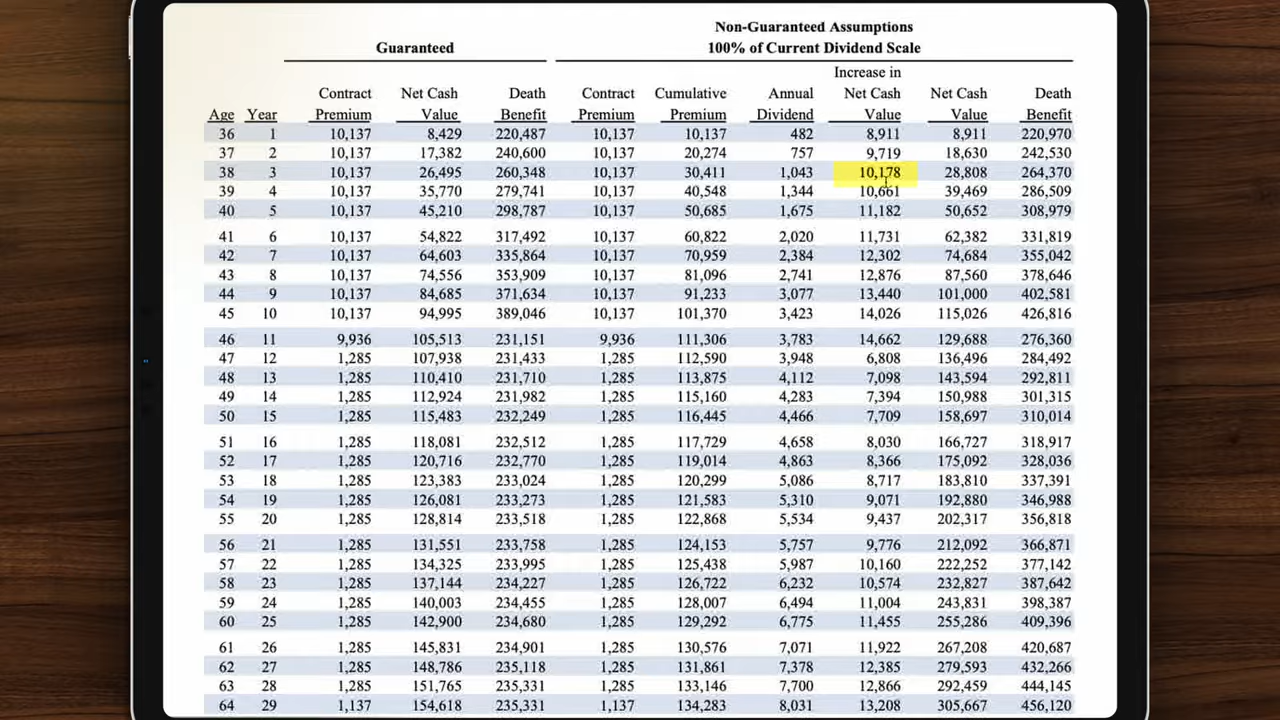 Non-Guaranteed Assumptions
Guaranteed 100% of Current Dividend Scale
Increase in
Contract Net Cash Death Contract Cumulative Annual Net Cash Net Cash Death
Age Year Premium Value Benefit Premium Premium Dividend Value Value Benefit
36 1 10,137 8,429 220,487 10,137 10,137 482 8,911 8,911 220,970
37 2 10,137 17,382 240,600 10,137 20,274 757 9,719 18,630 242,530
38 3 10,137 26,495 260,348 10,137 30,411 1,043 10,178 28,808 264,370
39 4 10,137 35,770 279,741 10,137 40,548 1,344 10,661 39,469 286,509
40 5 10,137 45,210 298,787 10,137 50,685 1,675 11,182 50,652 308,979
41 6 10,137 54,822 317,492 10,137 60,822 2,020 11,731 62,382 331,819
42 7 10,137 64,603 335,864 10,137 70,959 2,384 12,302 74,684 355,042
43 8 10,137 74,556 353,909 10,137 81,096 2,741 12,876 87,560 378,646
44 9 10,137 84,685 371,634 10,137 91,233 3,077 13,440 101,000 402,581
45 10 10,137 94,995 389,046 10,137 101,370 3,423 14,026 115,026 426,816
46 11 9,936 105,513 231,151 9,936 111,306 3,783 14,662 129,688 276,360
47 12 1,285 107,938 231,433 1,285 112,590 3,948 6,808 136,496 284,492
48 13 1,285 110,410 231,710 1,285 113,875 4,112 7,098 143,594 292,811
49 14 1,285 112,924 231,982 1,285 115,160 4,283 7,394 150,988 301,315
50 15 1,285 115,483 232,249 1,285 116,445 4,466 7,709 158,697 310,014
51 16 1,285 118,081 232,512 1,285 117,729 4,658 8,030 166,727 318,917
52 17 1,285 120,716 232,770 1,285 119,014 4,863 8,366 175,092 328,036
53 18 1,285 123,383 233,024 1,285 120,299 5,086 8,717 183,810 337,391
54 19 1,285 126,081 233,273 1,285 121,583 5,310 9,071 192,880 346,988
55 20 1,285 128,814 233,518 1,285 122,868 5,534 9,437 202,317 356,818
56 21 1,285 131,551 233,758 1,285 124,153 5,757 9,776 212,092 366,871
57 22 1,285 134,325 233,995 1,285 125,438 5,987 10,160 222,252 377,142
58 23 1,285 137,144 234,227 1,285 126,722 6,232 10,574 232,827 387,642
59 24 1,285 140,003 234,455 1,285 128,007 6,494 11,004 243,831 398,387
60 25 1,285 142,900 234,680 1,285 129,292 6,775 11,455 255,286 409,396
61 26 1,285 145,831 234,901 1,285 130,576 7,071 11,922 267,208 420,687
62 27 1,285 148,786 235,118 1,285 131,861 7,378 12,385 279,593 432,266
63 28 1,285 151,765 235,331 1,285 133,146 7,700 12,866 292,459 444,145
64 29 1,137 154,618 235,331 1,137 134,283 8,031 13,208 305,667 456,120